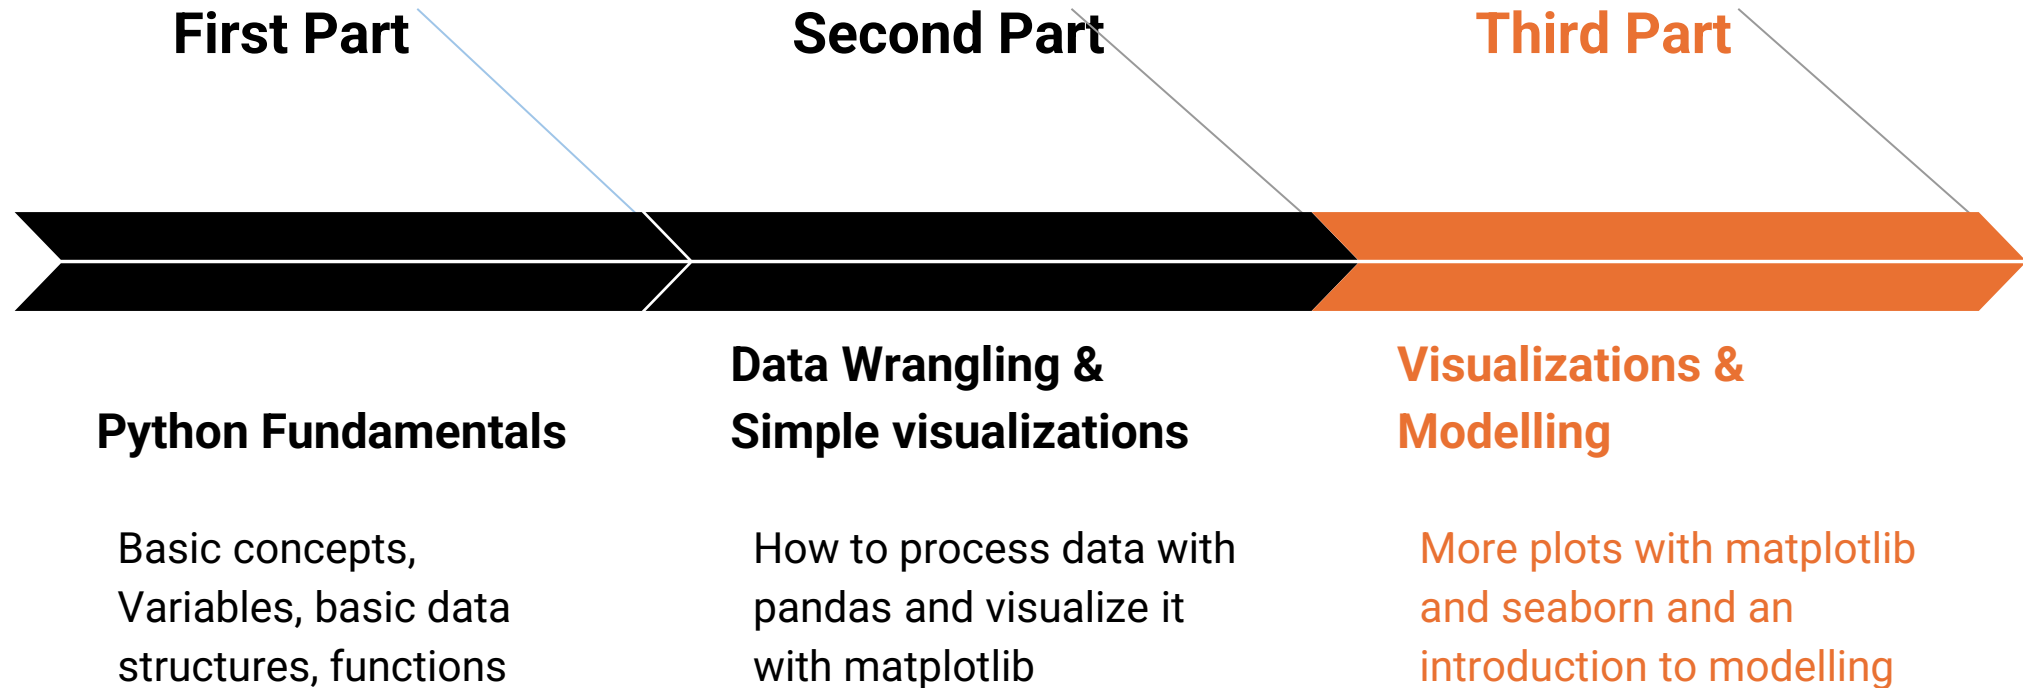 First Part
Second Part
Third Part
Python Fundamentals
Data Wrangling &
Simple visualizations
Visualizations &
Modelling
Basic concepts,
Variables, basic data
structures, functions
How to process data with
pandas and visualize it
with matplotlib
More plots with matplotlib
and seaborn and an
introduction to modelling